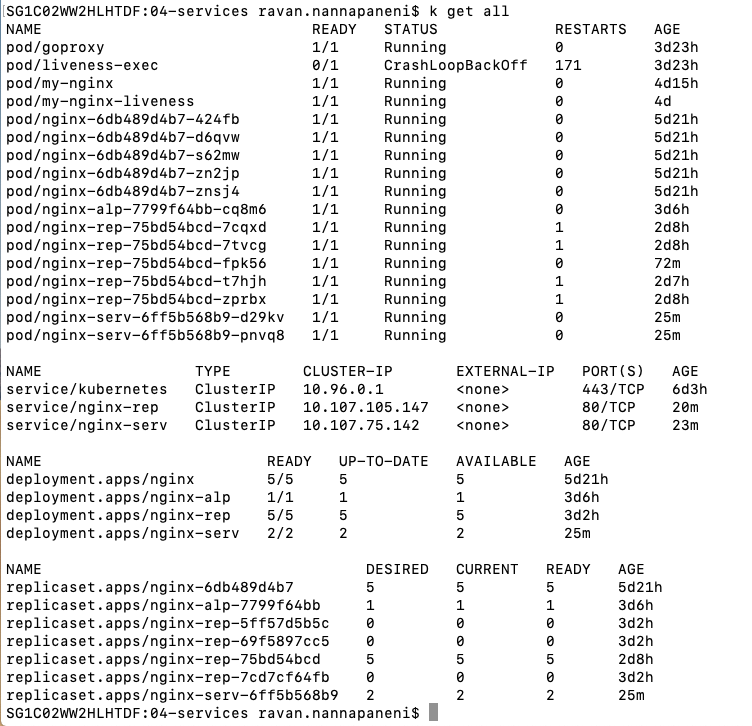 SG1C02WW2HLHTDF:04-services ravan.nannapaneni$ k get all
NAME READY STATUS RESTARTS AGE
pod/goproxy 1/1 Running 0 3d23h
pod/liveness-exec 0/1 CrashLoopBackOff 171 3d23h
pod/my-nginx 1/1 Running 0 4d15h
pod/my-nginx-liveness 1/1 Running 0 4d
pod/nginx-6db489d4b7-424fb 1/1 Running 0 5d21h
pod/nginx-6db489d4b7-d6qvw 1/1 Running 0 5d21h
pod/nginx-6db489d4b7-s62mw 1/1 Running 0 5d21h
pod/nginx-6db489d4b7-zn2jp 1/1 Running 0 5d21h
pod/nginx-6db489d4b7-znsj4 1/1 Running 0 5d21h
pod/nginx-alp-7799f64bb-cq8m6 1/1 Running 0 3d6h
pod/nginx-rep-75bd54bcd-7cqxd 1/1 Running 1 2d8h
pod/nginx-rep-75bd54bcd-7tvcg 1/1 Running 1 2d8h
pod/nginx-rep-75bd54bcd-fpk56 1/1 Running 0 72m
pod/nginx-rep-75bd54bcd-t7hjh 1/1 Running 1 2d7h
pod/nginx-rep-75bd54bcd-zprbx 1/1 Running 1 2d8h
pod/nginx-serv-6ff5b568b9-d29kv 1/1 Running 0 25m
pod/nginx-serv-6ff5b568b9-pnvq8 1/1 Running 0 25m
NAME TYPE CLUSTER-IP EXTERNAL-IP PORT(S) AGE
service/kubernetes ClusterIP 10.96.0.1 <none> 443/TCP 6d3h
service/nginx-rep ClusterIP 10.107.105.147 <none> 80/TCP 20m
service/nginx-serv ClusterIP 10.107.75.142 <none> 80/TCP 23m
NAME READY UP-TO-DATE AVAILABLE AGE
deployment.apps/nginx 5/5 5 5 5d21h
deployment.apps/nginx-alp 1/1 1 1 3d6h
deployment.apps/nginx-rep 5/5 5 5 3d2h
deployment.apps/nginx-serv 2/2 2 2 25m
NAME DESIRED CURRENT READY AGE
replicaset.apps/nginx-6db489d4b7 5 5 5 5d21h
replicaset.apps/nginx-alp-7799f64bb 1 1 1 3d6h
replicaset.apps/nginx-rep-5ff57d5b5c 0 0 0 3d2h
replicaset.apps/nginx-rep-69f5897cc5 0 0 0 3d2h
replicaset.apps/nginx-rep-75bd54bcd 5 5 5 2d8h
replicaset.apps/nginx-rep-7cd7cf64fb 0 0 0 3d2h
replicaset.apps/nginx-serv-6ff5b568b9 2 2 2 25m
SG1C02WW2HLHTDF:04-services ravan.nannapaneni$